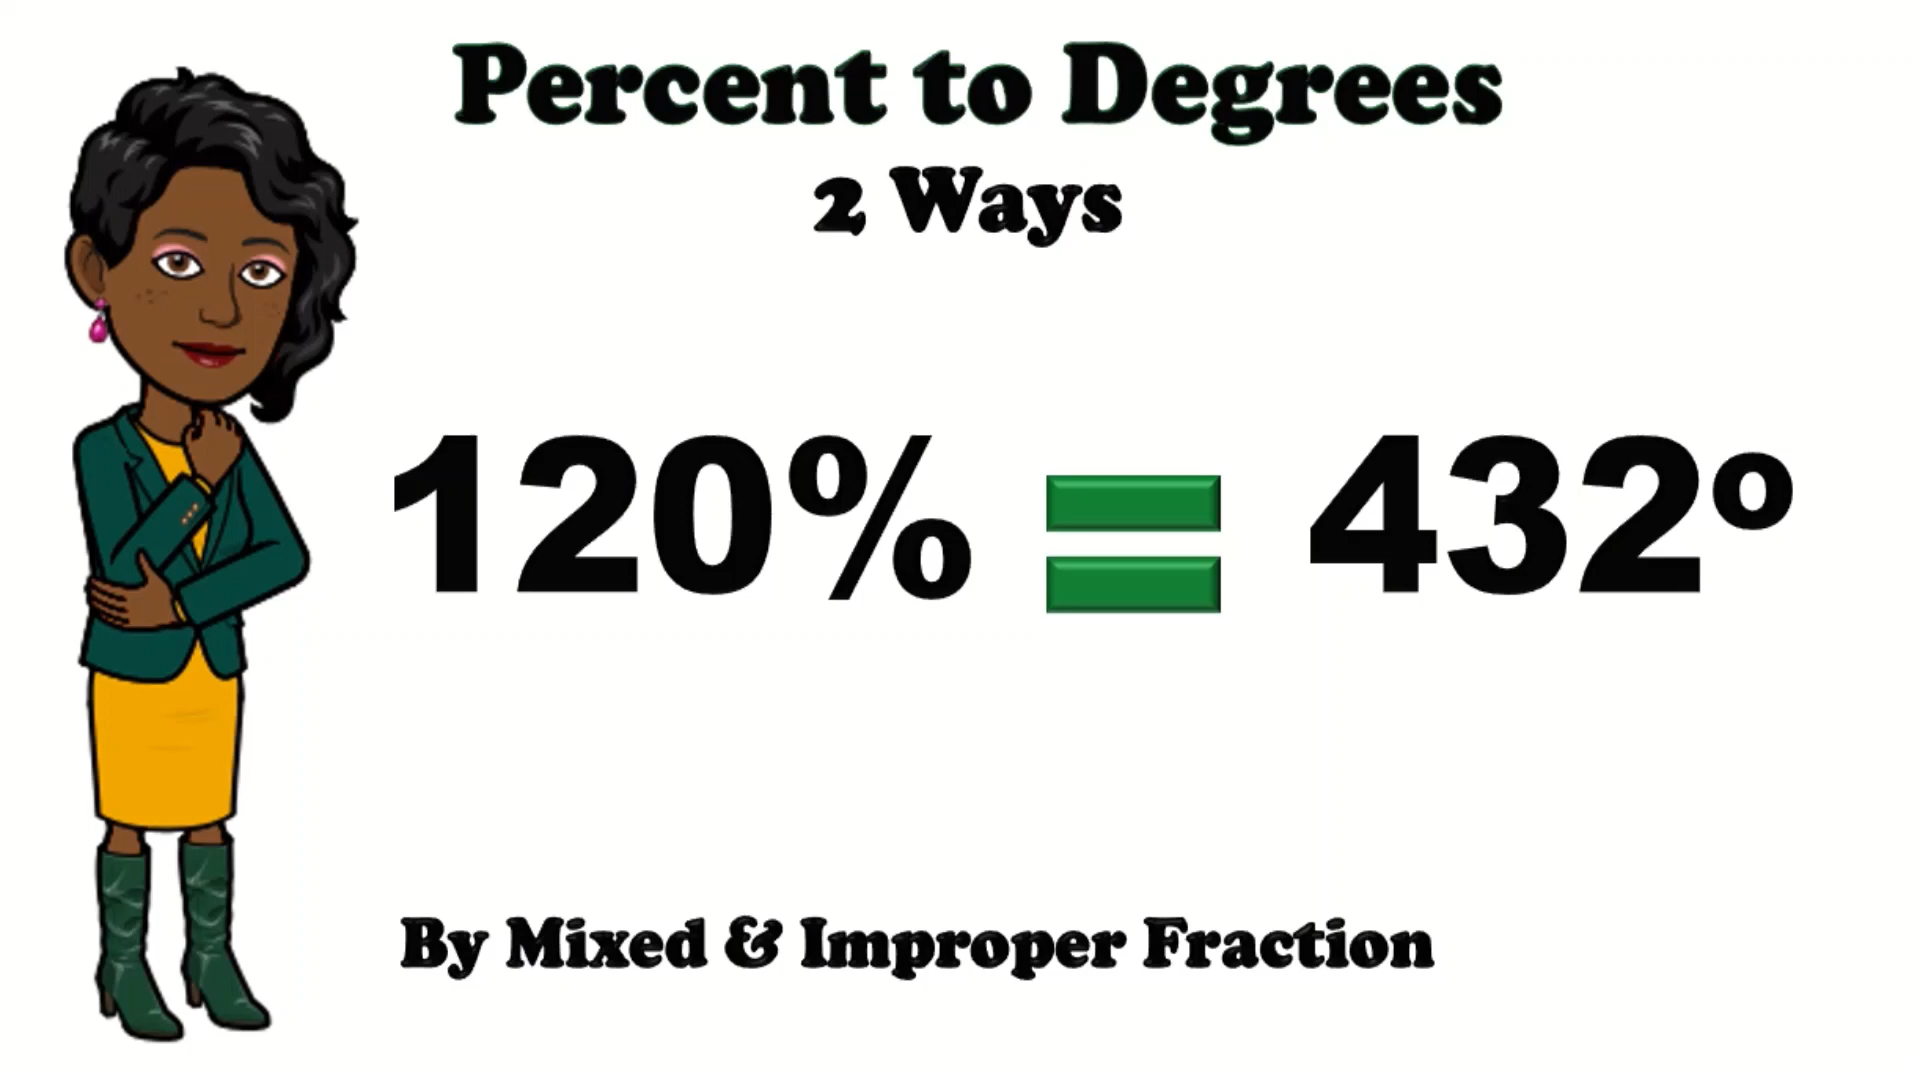 Percent to Degrees
2 Ways
120% = 432º
By Mixed & Improper Fraction